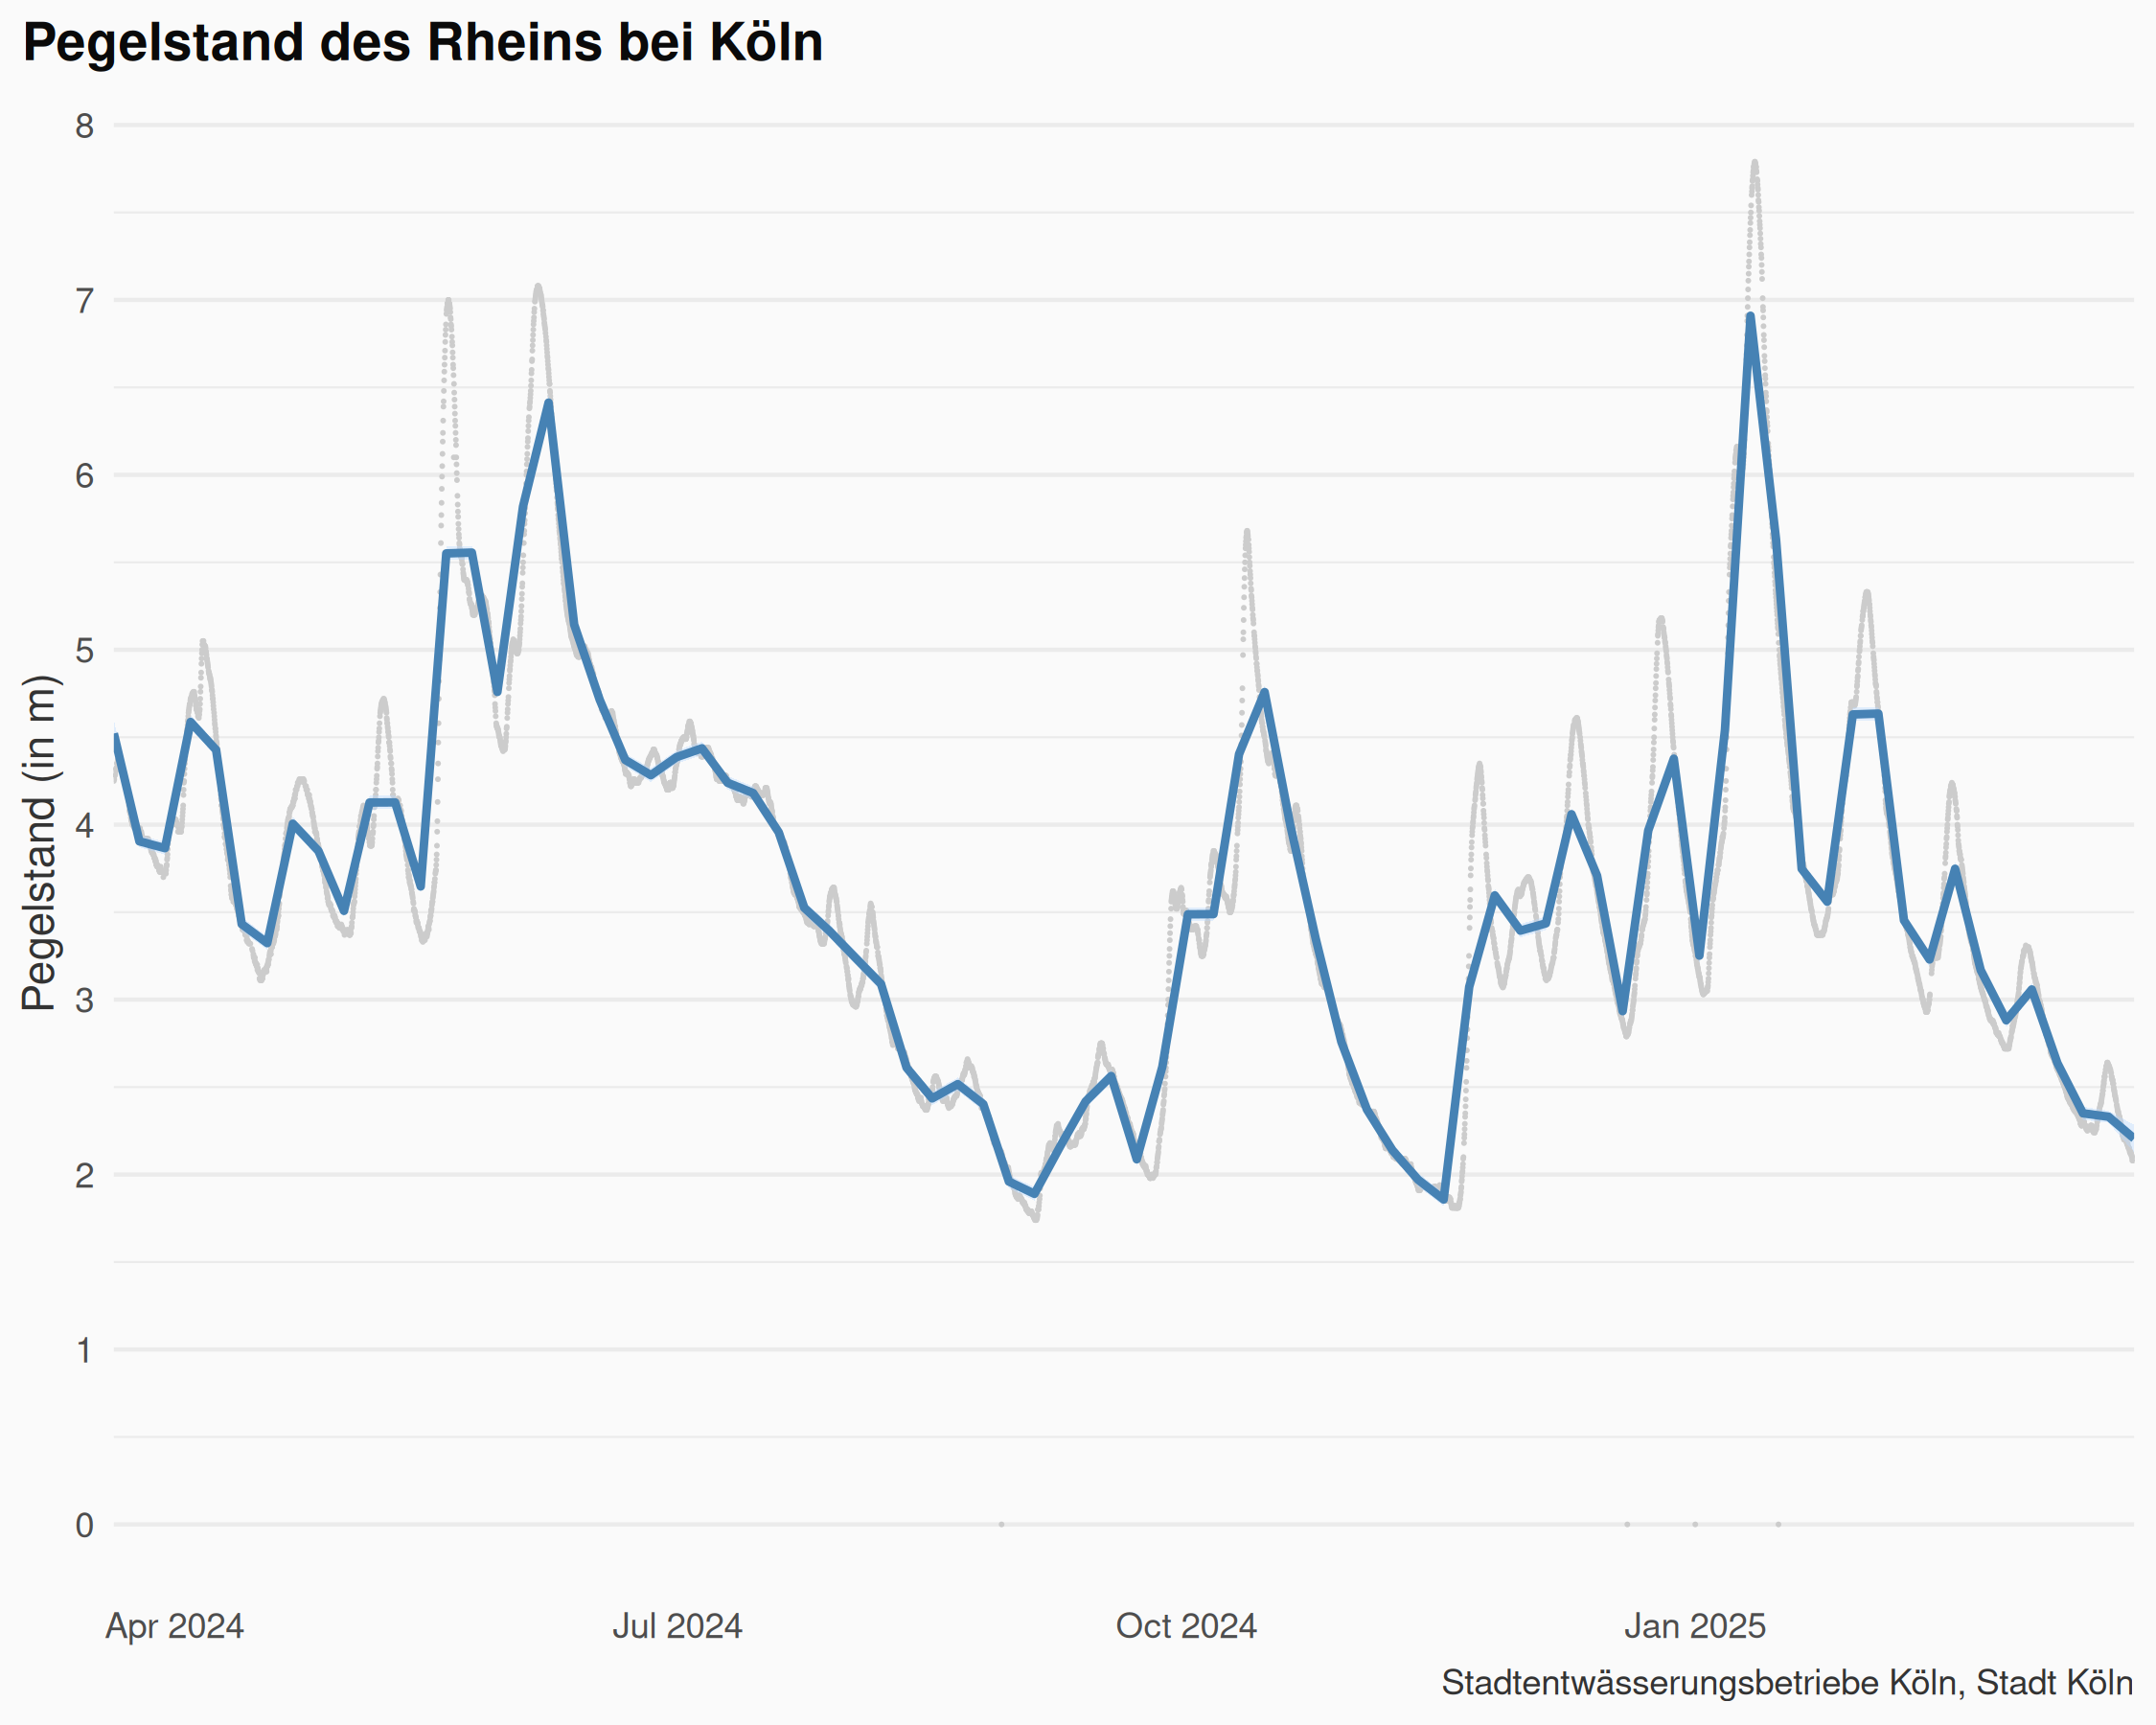 Pegelstand des Rheins bei Köln
Pegelstand (in m)
8
7
6
5
4
3
2
1
0
Apr 2024
Jul 2024
Oct 2024
Jan 2025
Stadtentwässerungsbetriebe Köln, Stadt Köln